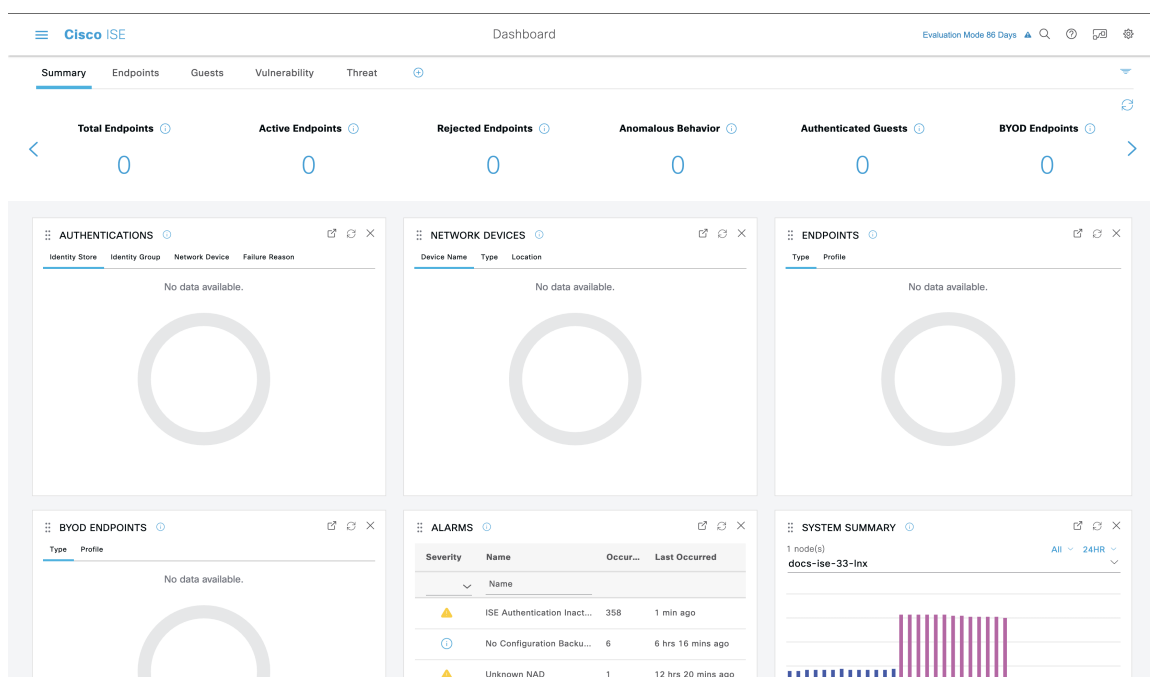 Cisco ISE
Dashboard
Evaluation Mode 86 Days
Summary Endpoints Guests Vulnerability Threat
Total Endpoints Active Endpoints Rejected Endpoints Anomalous Behavior Authenticated Guests BYOD Endpoints
0 0 0 0 0 0
AUTHENTICATIONS
Identity Store Identity Group Network Device Failure Reason
No data available.
NETWORK DEVICES
Device Name Type Location
No data available.
ENDPOINTS
Type Profile
No data available.
BYOD ENDPOINTS
Type Profile
No data available.
ALARMS
Severity Name Occur... Last Occurred
Name
ISE Authentication Inact... 358 1 min ago
No Configuration Backu... 6 6 hrs 16 mins ago
Unknown NAD 1 12 hrs 20 mins ago
SYSTEM SUMMARY
1 node(s) All 24HR
docs-ise-33-lnx